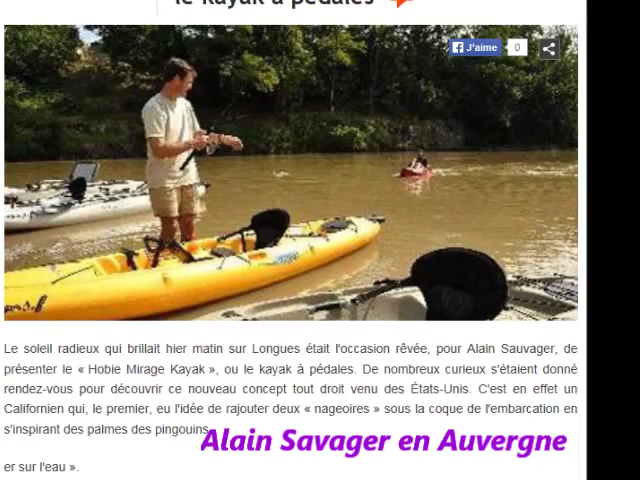 le kayak à pédales
J'aime 0
Le soleil radieux qui brillait hier matin sur Longues était l'occasion rêvée, pour Alain Sauvager, de
présenter le « Hobie Mirage Kayak », ou le kayak à pédales. De nombreux curieux s'étaient donné
rendez-vous pour découvrir ce nouveau concept tout droit venu des États-Unis. C'est en effet un
Californien qui, le premier, eu l'idée de rajouter deux « nageoires » sous la coque de l'embarcation en
s'inspirant des palmes des pingouins
Alain Savager en Auvergne
er sur l'eau ».